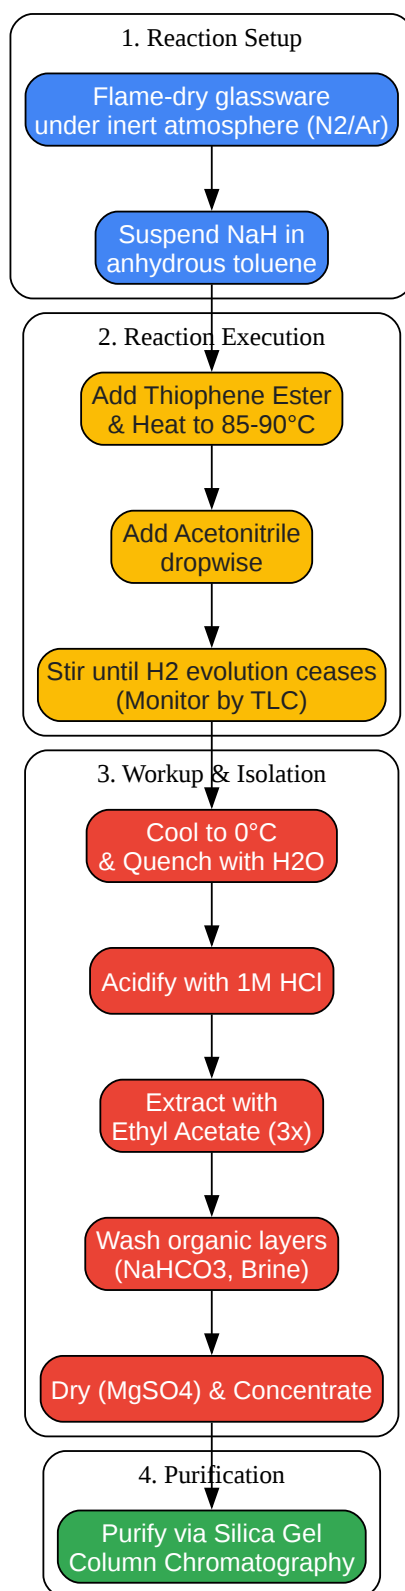 1. Reaction Setup
Flame-dry glassware
under inert atmosphere (N2/Ar)
Suspend NaH in
anhydrous toluene
2. Reaction Execution
Add Thiophene Ester
& Heat to 85-90°C
Add Acetonitrile
dropwise
Stir until H2 evolution ceases
(Monitor by TLC)
3. Workup & Isolation
Cool to 0°C
& Quench with H2O
Acidify with 1M HCl
Extract with
Ethyl Acetate (3x)
Wash organic layers
(NaHCO3, Brine)
Dry (MgSO4) & Concentrate
4. Purification
Purify via Silica Gel
Column Chromatography